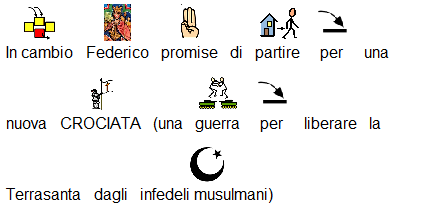 In cambio Federico promise di partire per una
nuova CROCIATA (una guerra per liberare la
Terrasanta dagli infedeli musulmani)